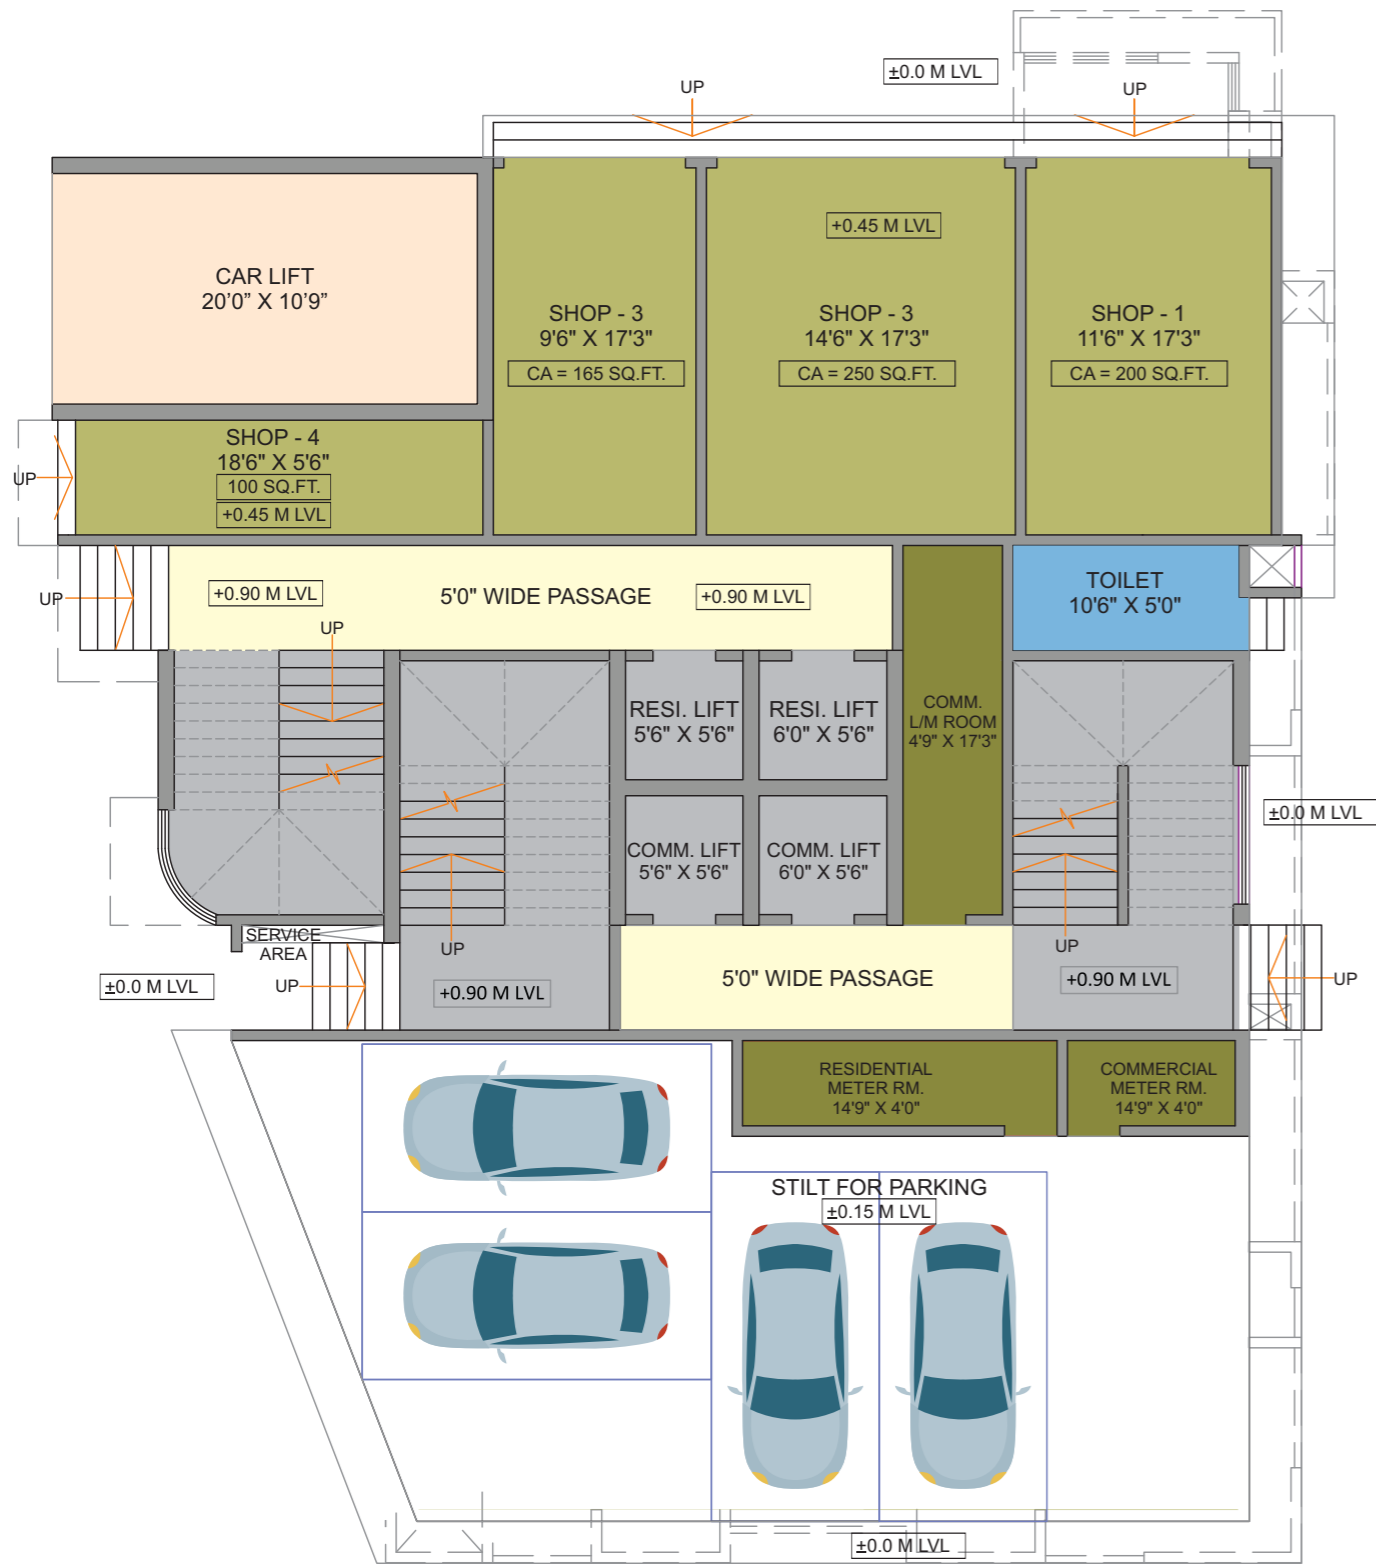 ±0.0 M LVL
UP
UP
CAR LIFT
20’0” X 10’9”
+0.45 M LVL
SHOP - 3
9'6" X 17'3"
CA = 165 SQ.FT.
SHOP - 3
14'6" X 17'3"
CA = 250 SQ.FT.
SHOP - 1
11'6" X 17'3"
CA = 200 SQ.FT.
SHOP - 4
18'6" X 5'6"
100 SQ.FT.
+0.45 M LVL
UP
UP
+0.90 M LVL
5'0" WIDE PASSAGE
+0.90 M LVL
TOILET
10'6" X 5'0"
UP
RESI. LIFT
5'6" X 5'6"
RESI. LIFT
6'0" X 5'6"
COMM.
L/M ROOM
4'9" X 17'3"
±0.0 M LVL
COMM. LIFT
5'6" X 5'6"
COMM. LIFT
6'0" X 5'6"
SERVICE
AREA
UP
UP
±0.0 M LVL
UP
+0.90 M LVL
5'0" WIDE PASSAGE
+0.90 M LVL
UP
RESIDENTIAL
METER RM.
14'9" X 4'0"
COMMERCIAL
METER RM.
14'9" X 4'0"
STILT FOR PARKING
±0.15 M LVL
±0.0 M LVL